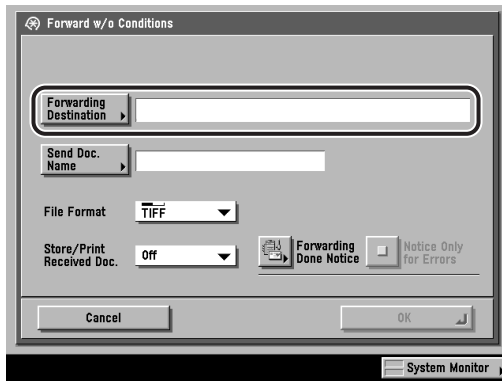 Forward w/o Conditions
Forwarding
Destination
Send Doc.
Name
File Format
TIFF
Store/Print
Received Doc.
Off
Forwarding
Done Notice
Notice Only
for Errors
Cancel
OK
System Monitor